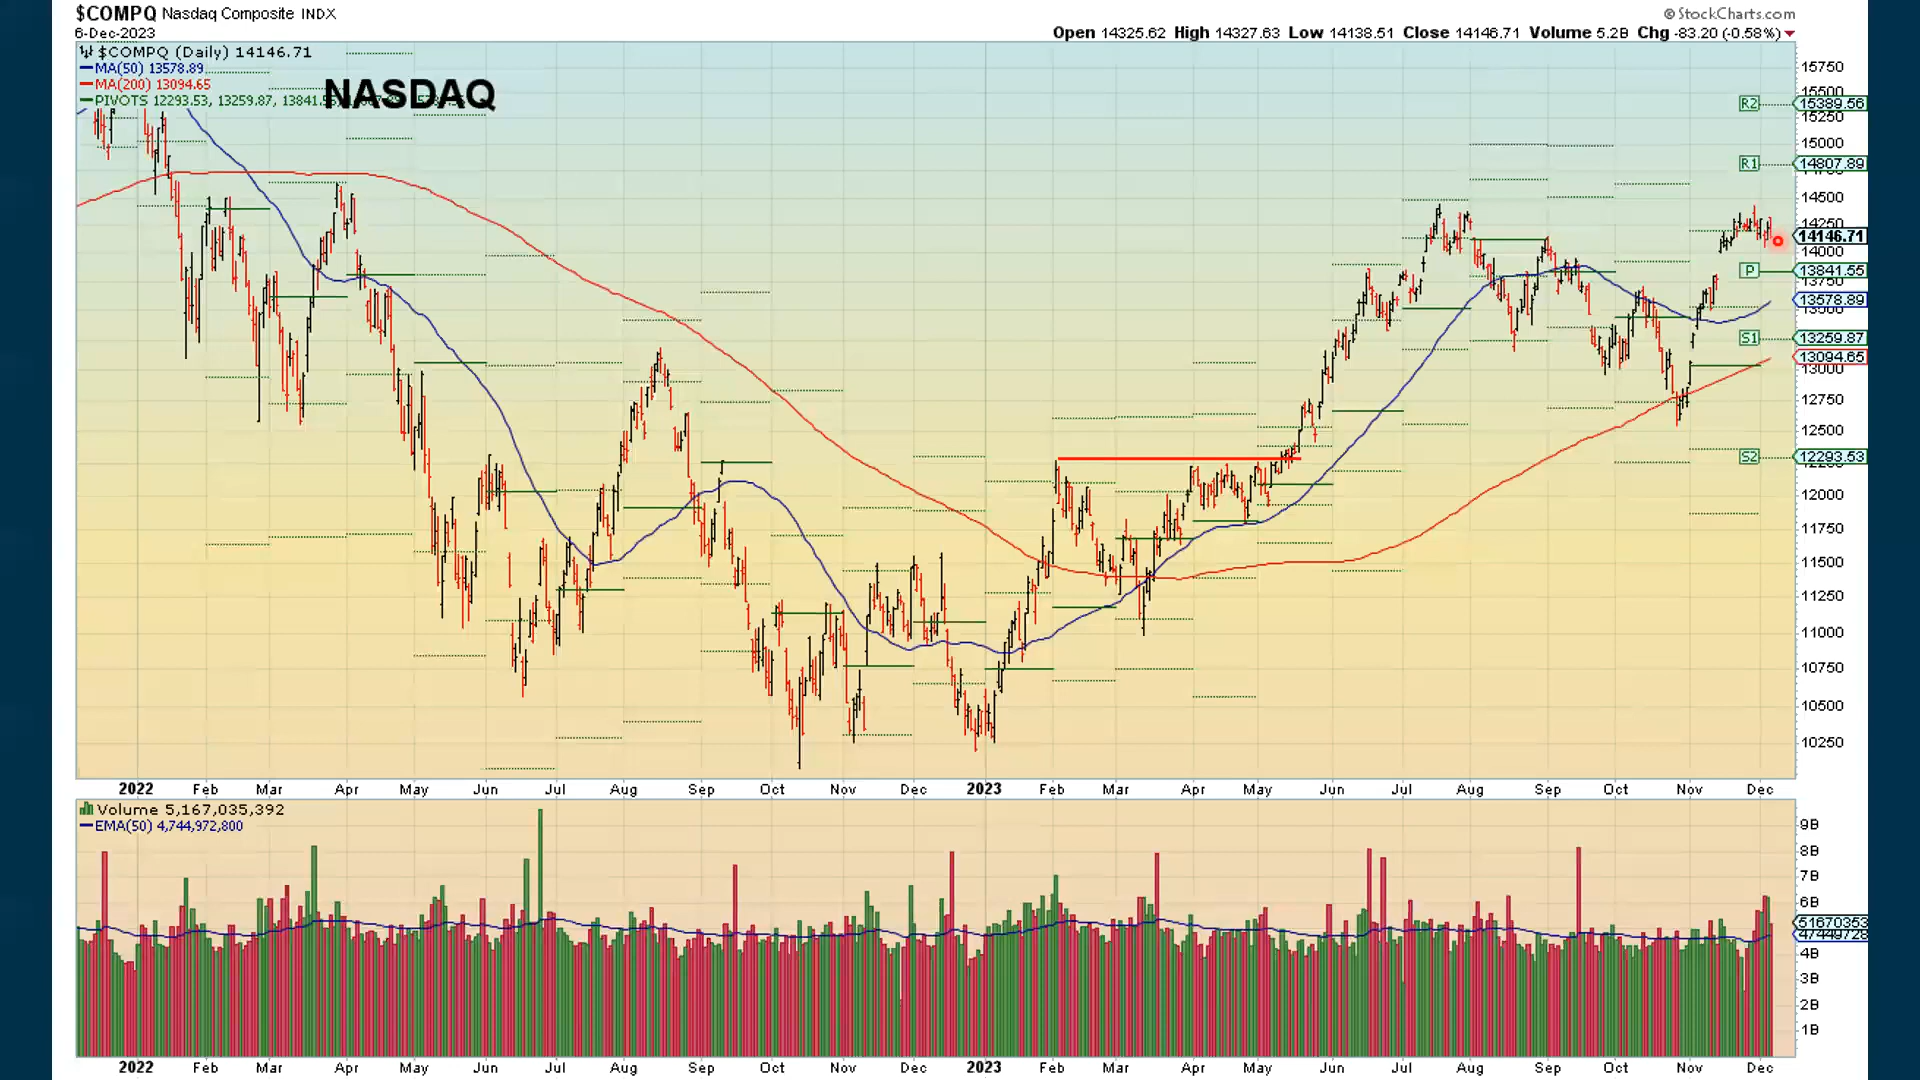 $COMPQ Nasdaq Composite INDX
© StockCharts.com
6-Dec-2023
Open 14325.62 High 14327.63 Low 14138.51 Close 14146.71 Volume 5.2B Chg -83.20 (-0.58%)
$COMPQ (Daily) 14146.71
MA(50) 13578.89
MA(200) 13094.65
PIVOTS 12293.53, 13259.87, 13841.55,
NASDAQ
15750
15500
R2 15389.56
15250
15000
R1 14807.89
14500
14250
14146.71
14000
P 13841.55
13750
13578.89
13500
S1 13259.87
13094.65
13000
12750
12500
S2 12293.53
12250
12000
11750
11500
11250
11000
10750
10500
10250
2022 Feb Mar Apr May Jun Jul Aug Sep Oct Nov Dec 2023 Feb Mar Apr May Jun Jul Aug Sep Oct Nov Dec
Volume 5,167,035,392
EMA(50) 4,744,972,800
9B
8B
7B
6B
51670353
47449728
4B
3B
2B
1B
2022 Feb Mar Apr May Jun Jul Aug Sep Oct Nov Dec 2023 Feb Mar Apr May Jun Jul Aug Sep Oct Nov Dec